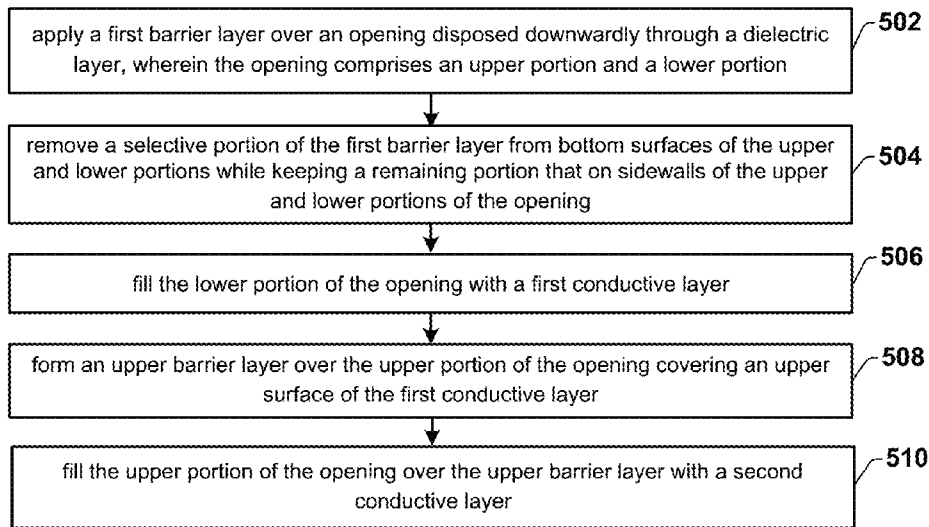 apply a first barrier layer over an opening disposed downwardly through a dielectric
layer, wherein the opening comprises an upper portion and a lower portion
502
remove a selective portion of the first barrier layer from bottom surfaces of the upper
and lower portions while keeping a remaining portion that on sidewalls of the upper
and lower portions of the opening
504
fill the lower portion of the opening with a first conductive layer
506
form an upper barrier layer over the upper portion of the opening covering an upper
surface of the first conductive layer
508
fill the upper portion of the opening over the upper barrier layer with a second
conductive layer
510